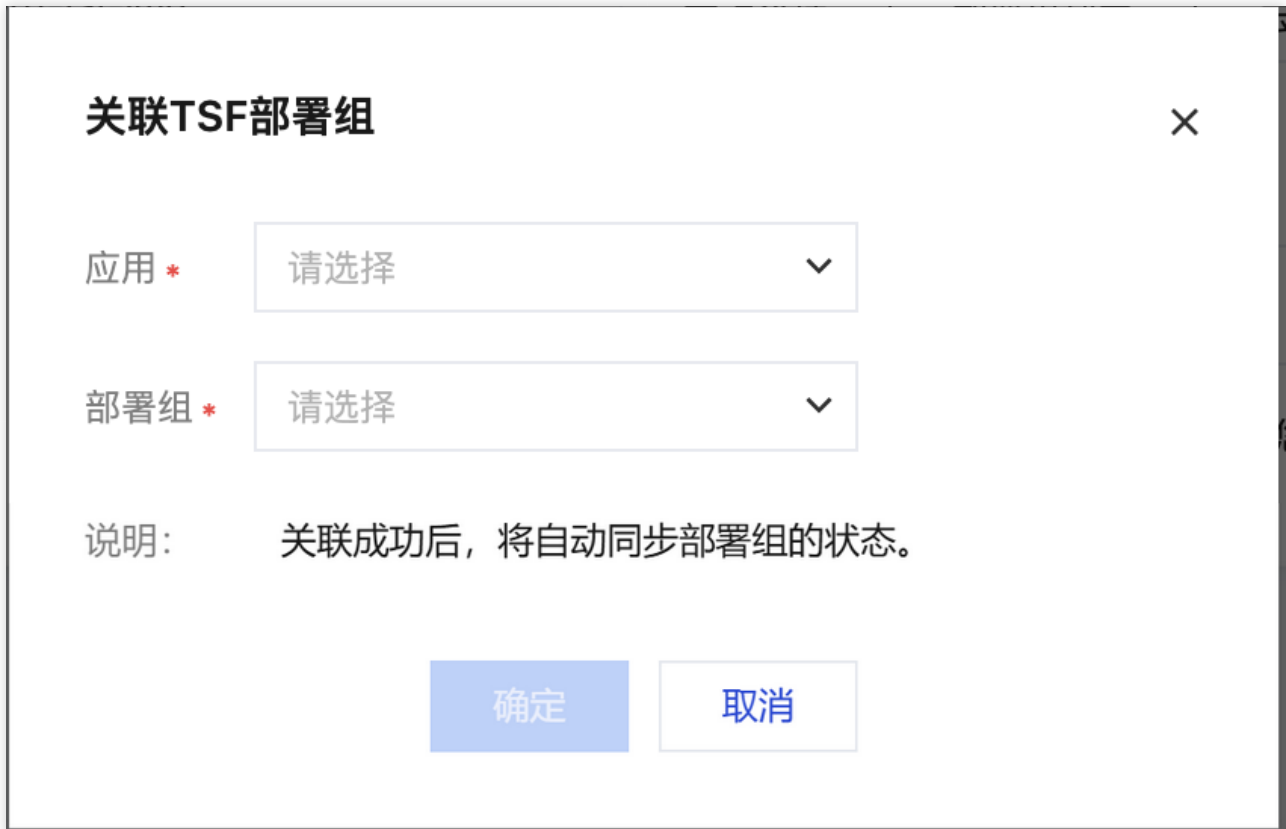 关联TSF部署组
应用 *
请选择
部署组 *
请选择
说明：
关联成功后，将自动同步部署组的状态。
确定
取消